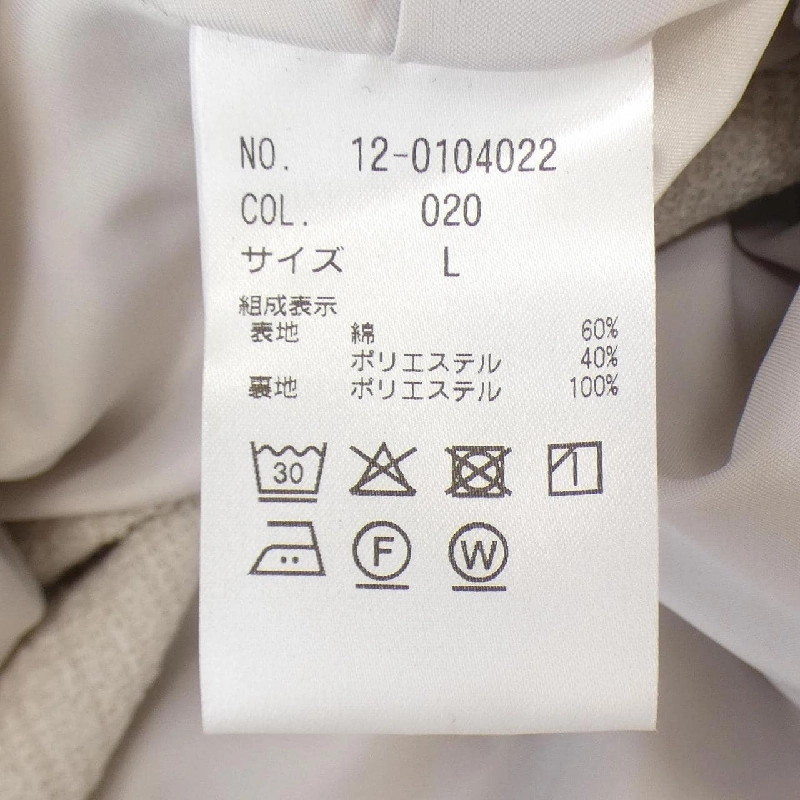 NO. 12-0104022
COL. 020
サイズ L
組成表示
表地 綿 60%
ポリエステル 40%
裏地 ポリエステル 100%
30
F W